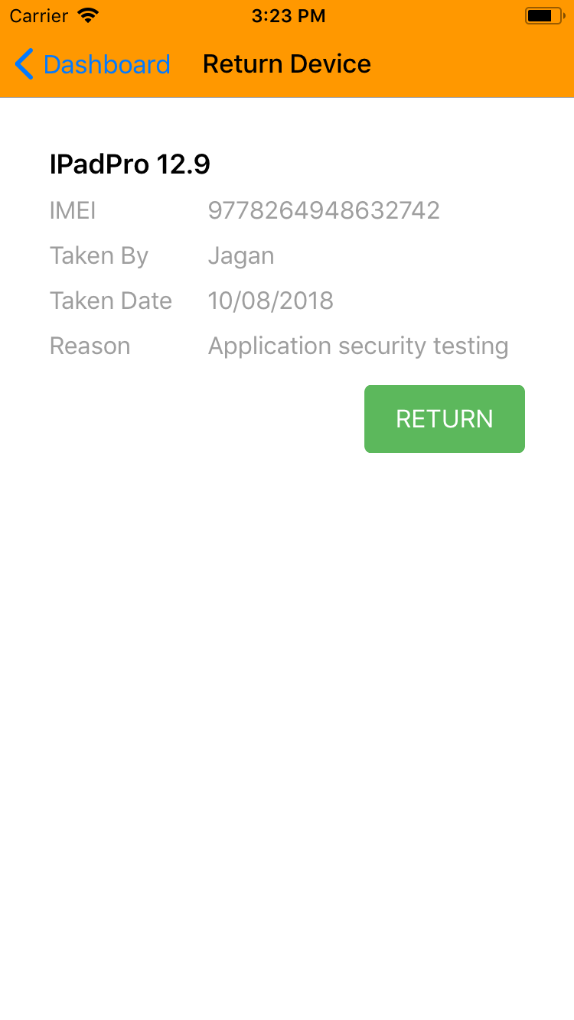 Carrier 3:23 PM
Dashboard Return Device
IPadPro 12.9
IMEI 9778264948632742
Taken By Jagan
Taken Date 10/08/2018
Reason Application security testing
RETURN